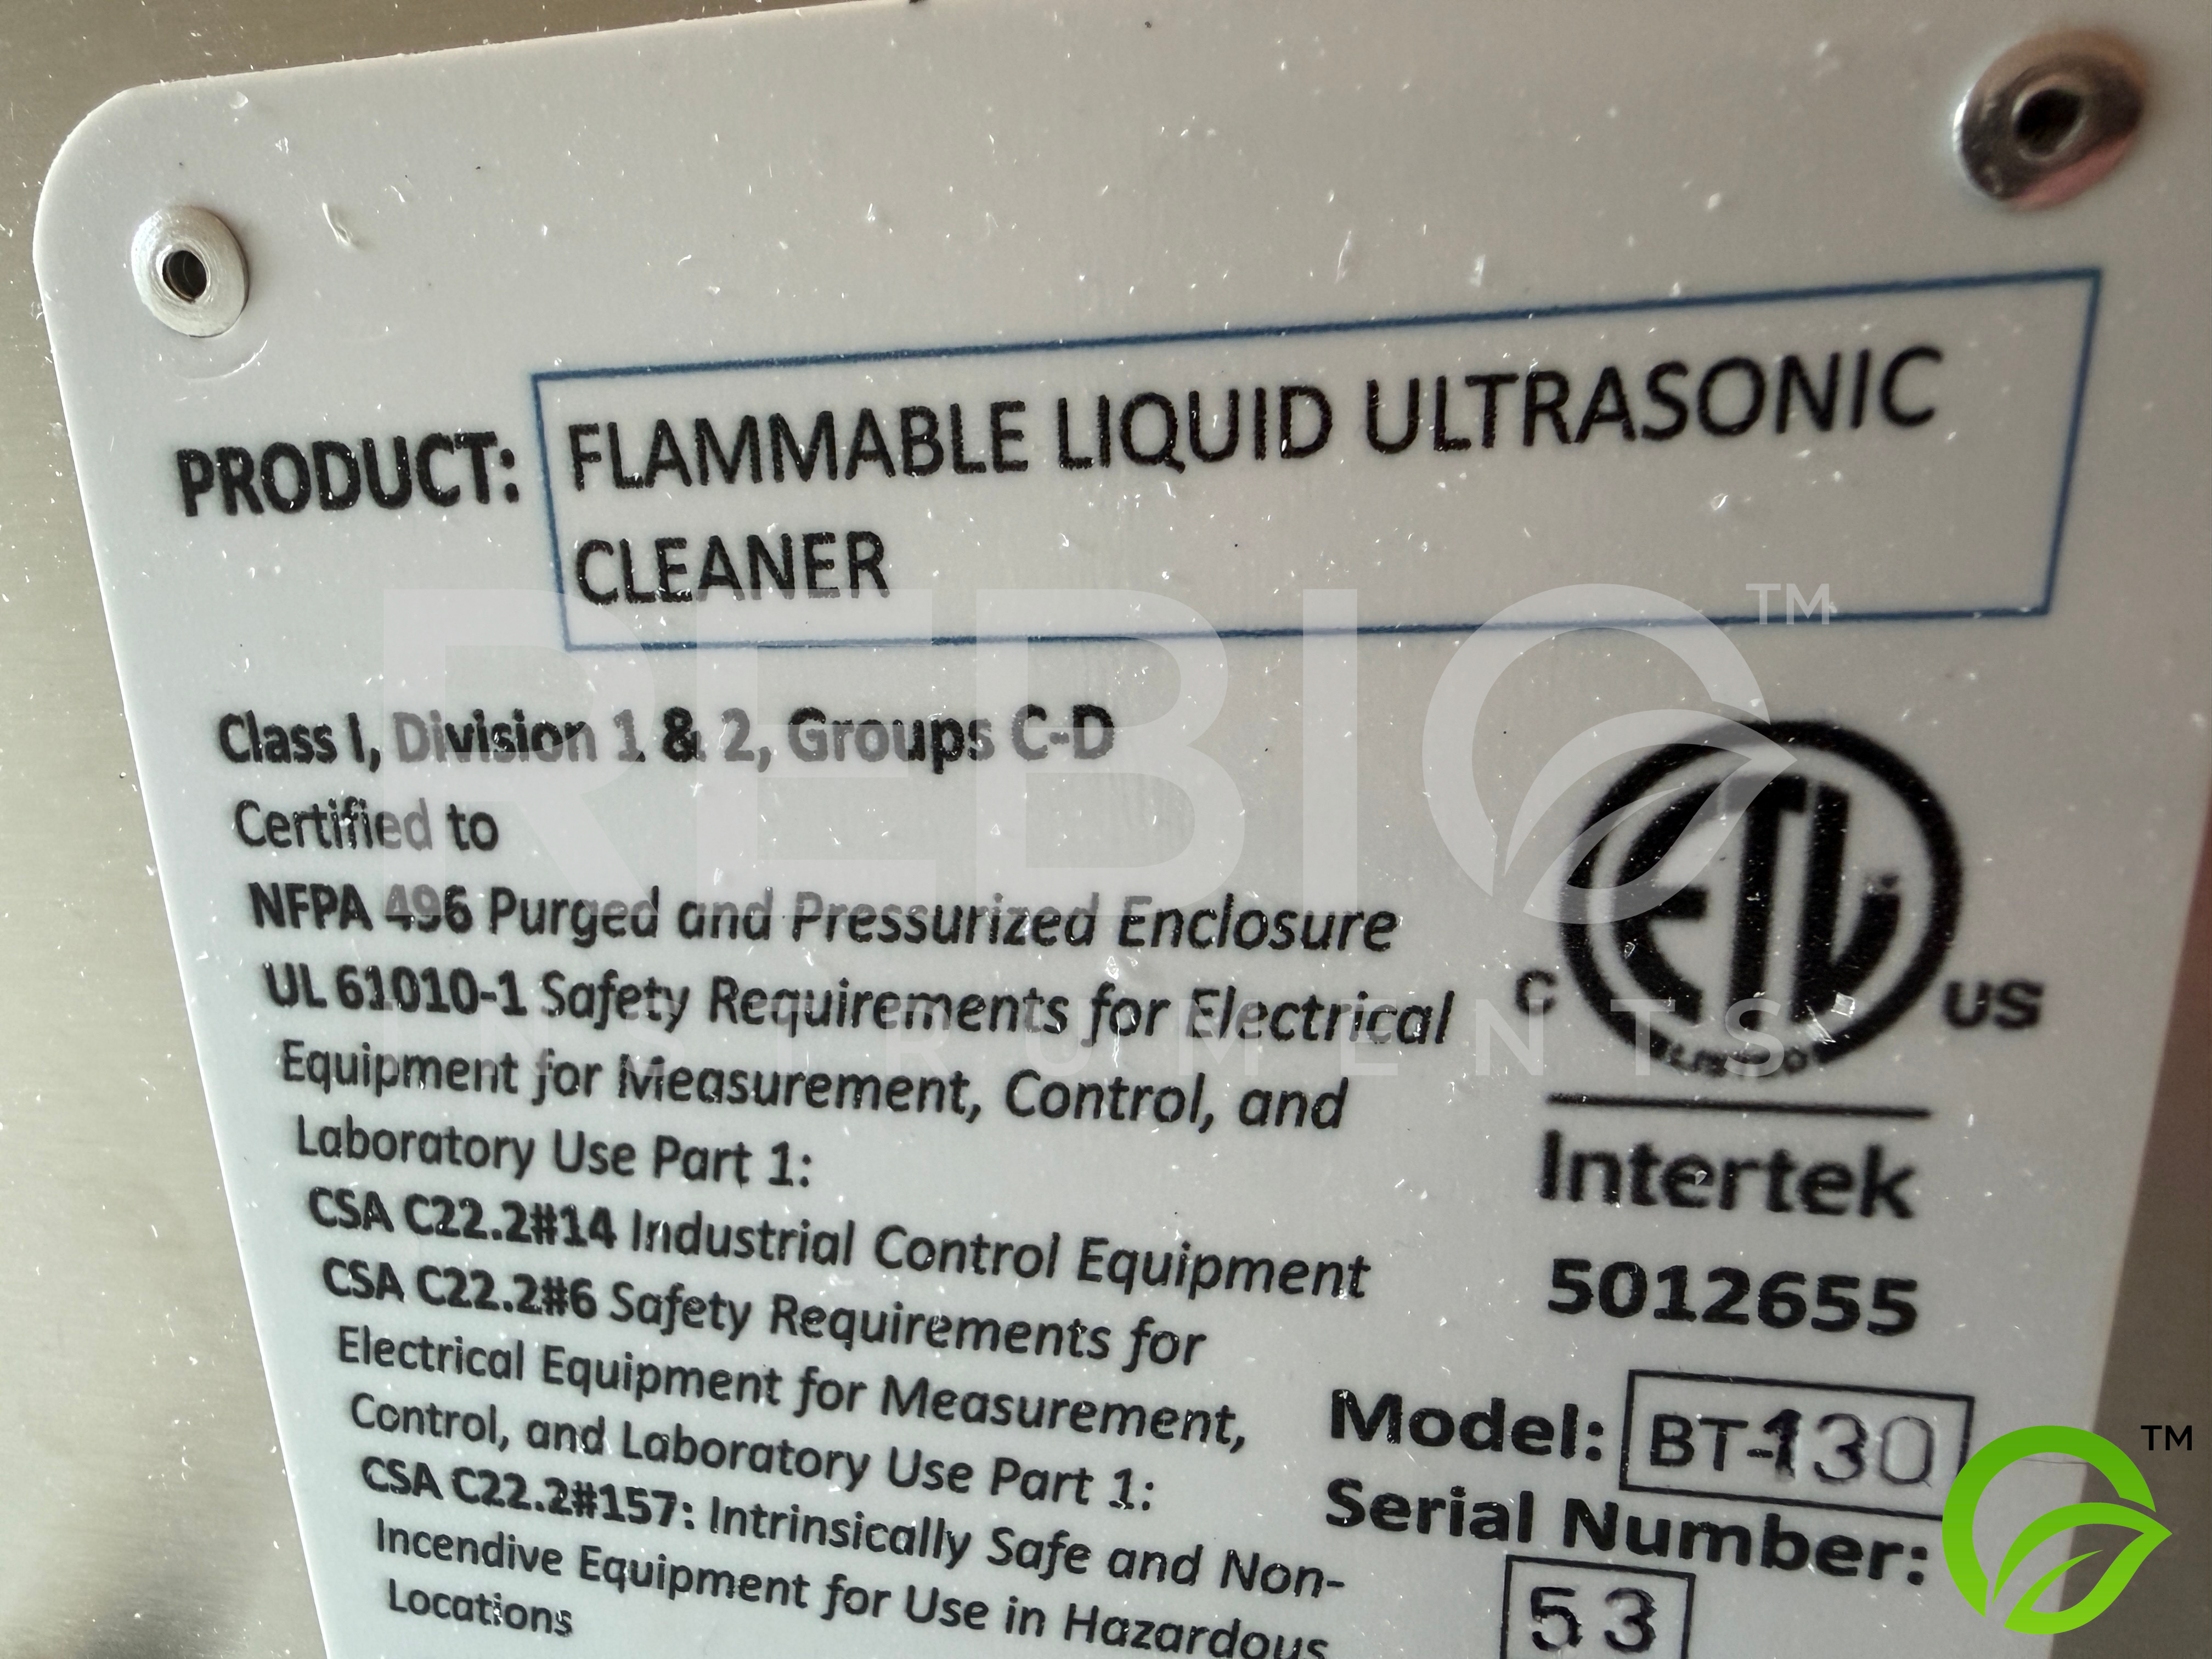 PRODUCT: FLAMMABLE LIQUID ULTRASONIC
CLEANER
REBIO™
INSTRUMENTS
Class I, Division 1 & 2, Groups C-D
Certified to
NFPA 496 Purged and Pressurized Enclosure
UL 61010-1 Safety Requirements for Electrical
Equipment for Measurement, Control, and
Laboratory Use Part 1:
CSA C22.2#14 Industrial Control Equipment
CSA C22.2#6 Safety Requirements for
Electrical Equipment for Measurement,
Control, and Laboratory Use Part 1:
CSA C22.2#157: Intrinsically Safe and Non-
Incendive Equipment for Use in Hazardous
Locations
ETL
C US
LISTED
Intertek
5012655
Model: BT-130
Serial Number:
53
TM